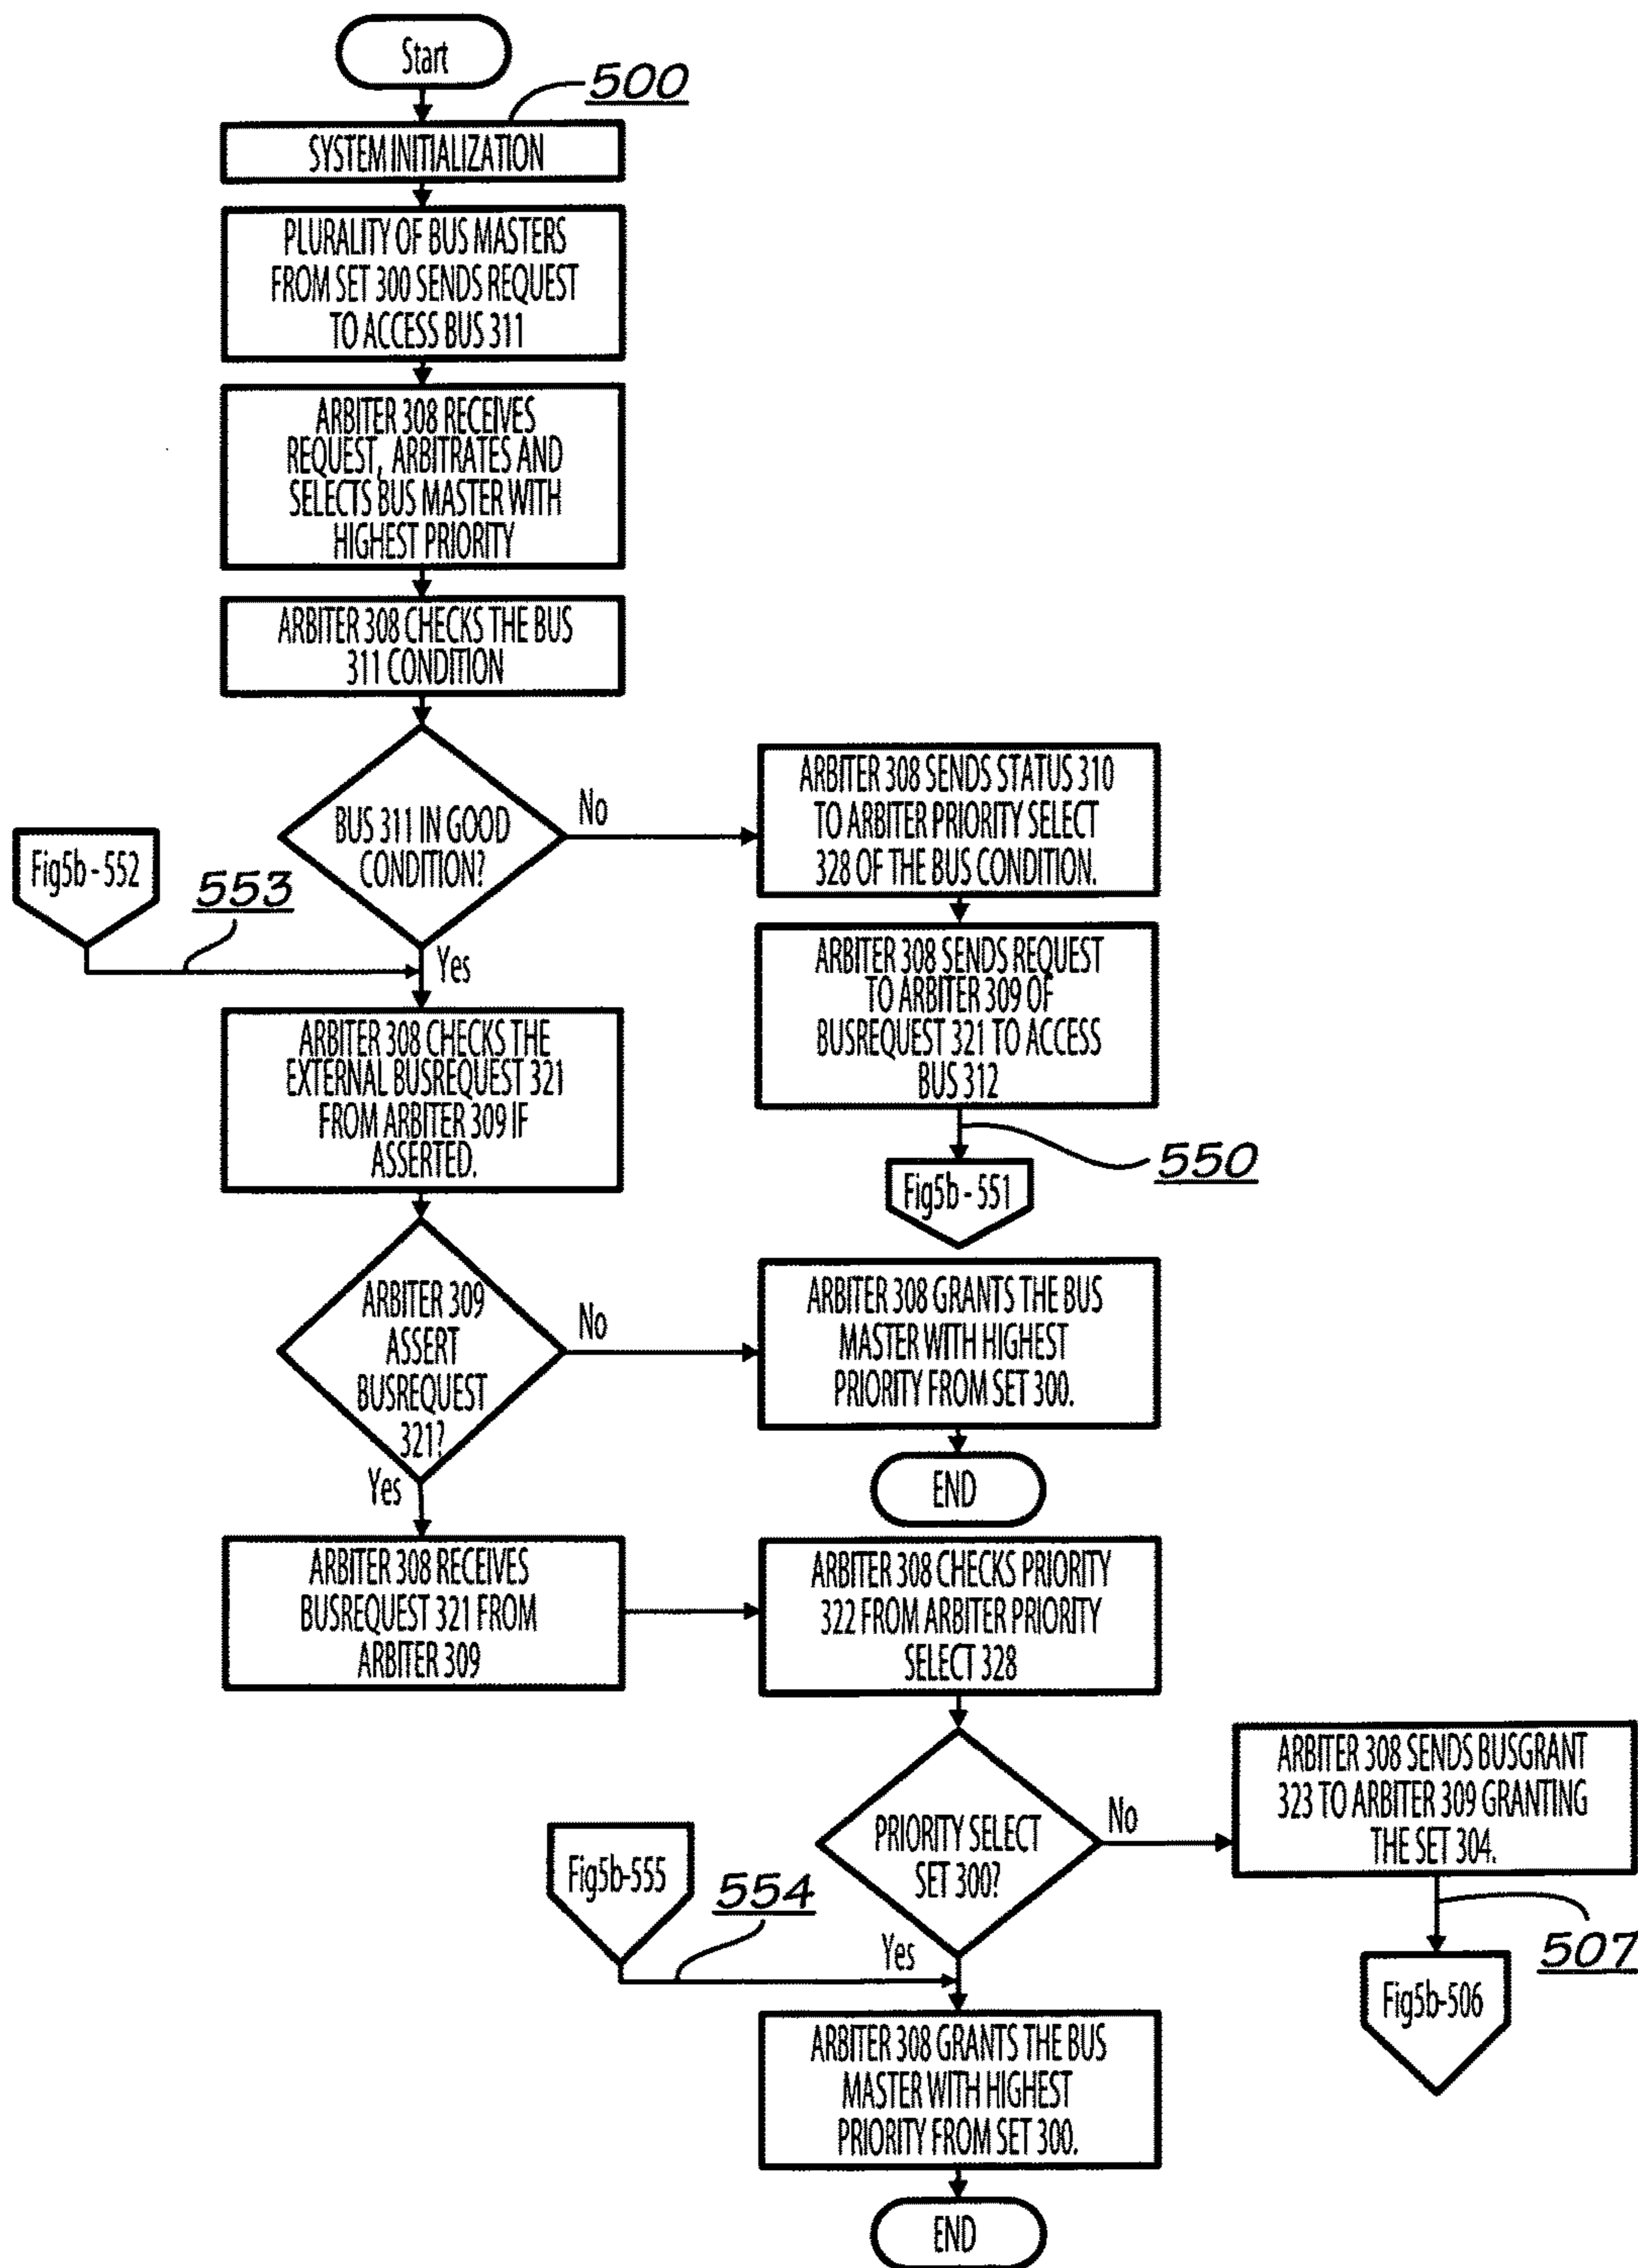 Start
500
SYSTEM INITIALIZATION
PLURALITY OF BUS MASTERS
FROM SET 300 SENDS REQUEST
TO ACCESS BUS 311
ARBITER 308 RECEIVES
REQUEST, ARBITRATES AND
SELECTS BUS MASTER WITH
HIGHEST PRIORITY
ARBITER 308 CHECKS THE BUS
311 CONDITION
BUS 311 IN GOOD
CONDITION?
No
ARBITER 308 SENDS STATUS 310
TO ARBITER PRIORITY SELECT
328 OF THE BUS CONDITION.
Fig5b - 552
553
Yes
ARBITER 308 SENDS REQUEST
TO ARBITER 309 OF
BUSREQUEST 321 TO ACCESS
BUS 312
ARBITER 308 CHECKS THE
EXTERNAL BUSREQUEST 321
FROM ARBITER 309 IF
ASSERTED.
550
Fig5b - 551
ARBITER 309
ASSERT
BUSREQUEST
321?
No
ARBITER 308 GRANTS THE BUS
MASTER WITH HIGHEST
PRIORITY FROM SET 300.
END
Yes
ARBITER 308 RECEIVES
BUSREQUEST 321 FROM
ARBITER 309
ARBITER 308 CHECKS PRIORITY
322 FROM ARBITER PRIORITY
SELECT 328
PRIORITY SELECT
SET 300?
No
ARBITER 308 SENDS BUSGRANT
323 TO ARBITER 309 GRANTING
THE SET 304.
507
Fig5b-506
Fig5b-555
554
Yes
ARBITER 308 GRANTS THE BUS
MASTER WITH HIGHEST
PRIORITY FROM SET 300.
END